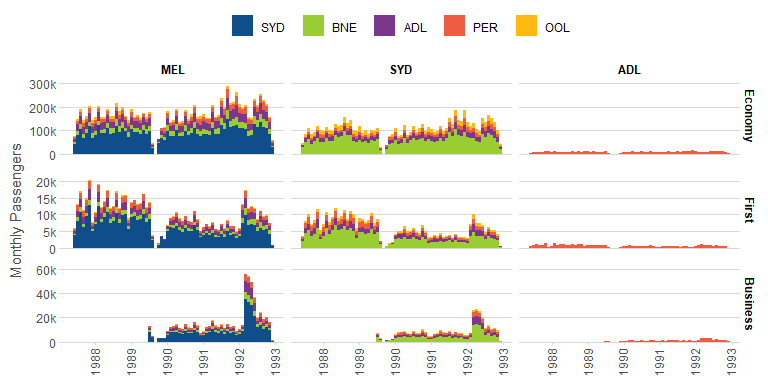 SYD BNE ADL PER OOL
MEL SYD ADL
Monthly Passengers
300k
200k
100k
0
Economy
20k
15k
10k
5k
0
First
60k
40k
20k
0
Business
1988 1989 1990 1991 1992 1993 1988 1989 1990 1991 1992 1993 1988 1989 1990 1991 1992 1993